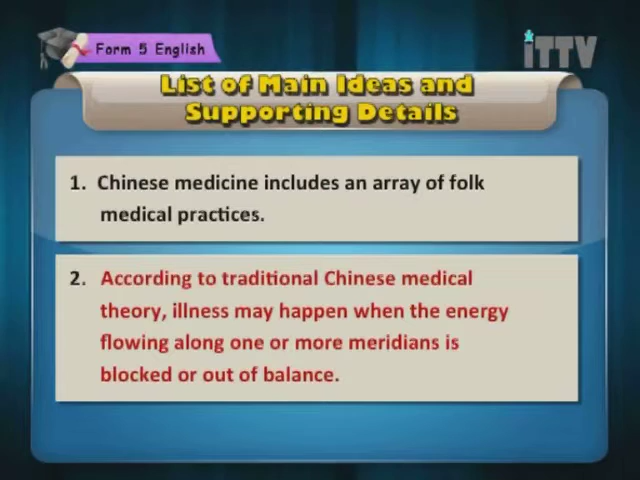 Form 5 English
iTTV
List of Main Ideas and
Supporting Details
1. Chinese medicine includes an array of folk
medical practices.
2. According to traditional Chinese medical
theory, illness may happen when the energy
flowing along one or more meridians is
blocked or out of balance.